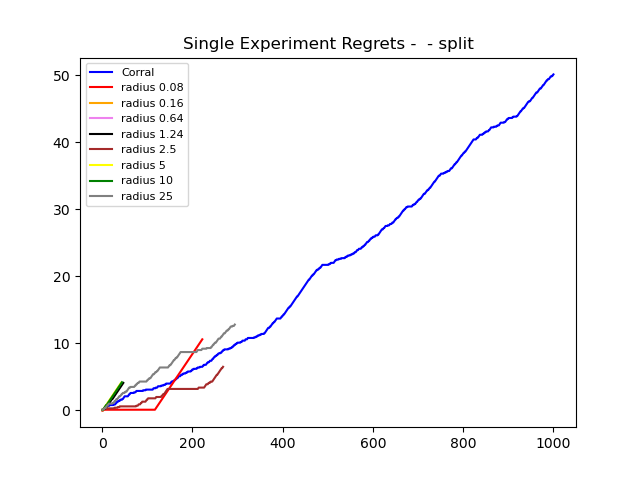 Single Experiment Regrets -  - split
Corral
radius 0.08
radius 0.16
radius 0.64
radius 1.24
radius 2.5
radius 5
radius 10
radius 25
50
40
30
20
10
0
0 200 400 600 800 1000